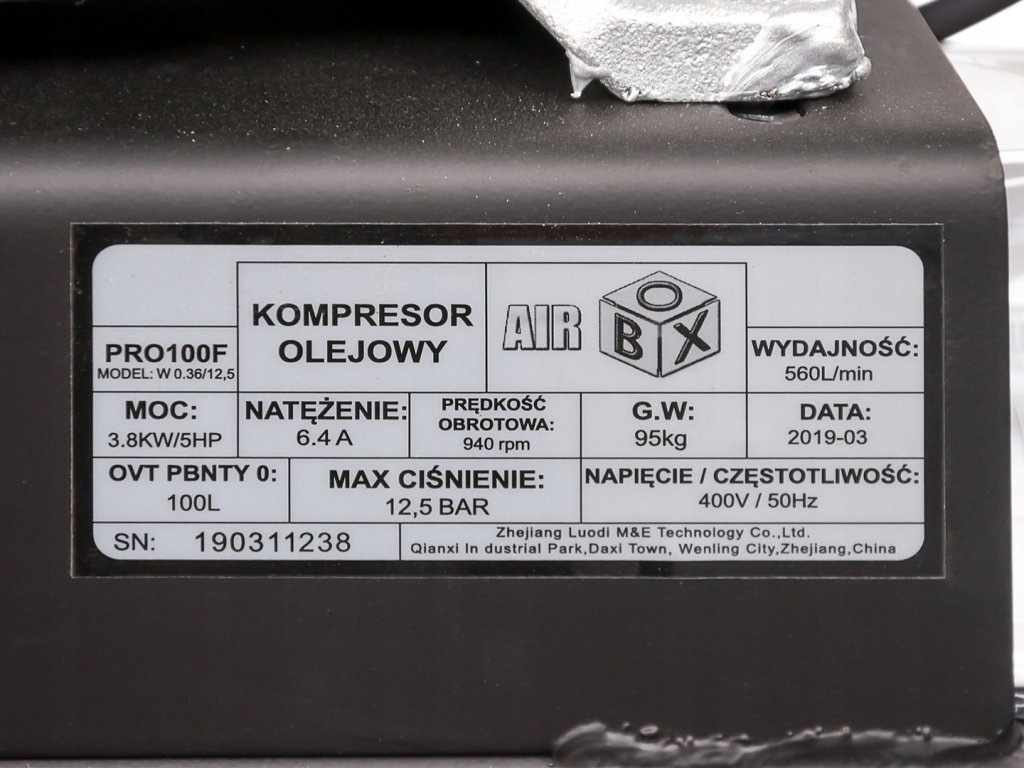 KOMPRESOR
OLEJOWY
AIR BOX
PRO100F
MODEL: W 0.36/12,5
WYDAJNOŚĆ:
560L/min
MOC:
3.8KW/5HP
NATĘŻENIE:
6.4 A
PRĘDKOŚĆ
OBROTOWA:
940 rpm
G.W:
95kg
DATA:
2019-03
OVT PBNTY 0:
100L
MAX CIŚNIENIE:
12,5 BAR
NAPIĘCIE / CZĘSTOTLIWOŚĆ:
400V / 50Hz
SN: 190311238
Zhejiang Luodi M&E Technology Co.,Ltd.
Qianxi In dustrial Park,Daxi Town, Wenling City,Zhejiang,China